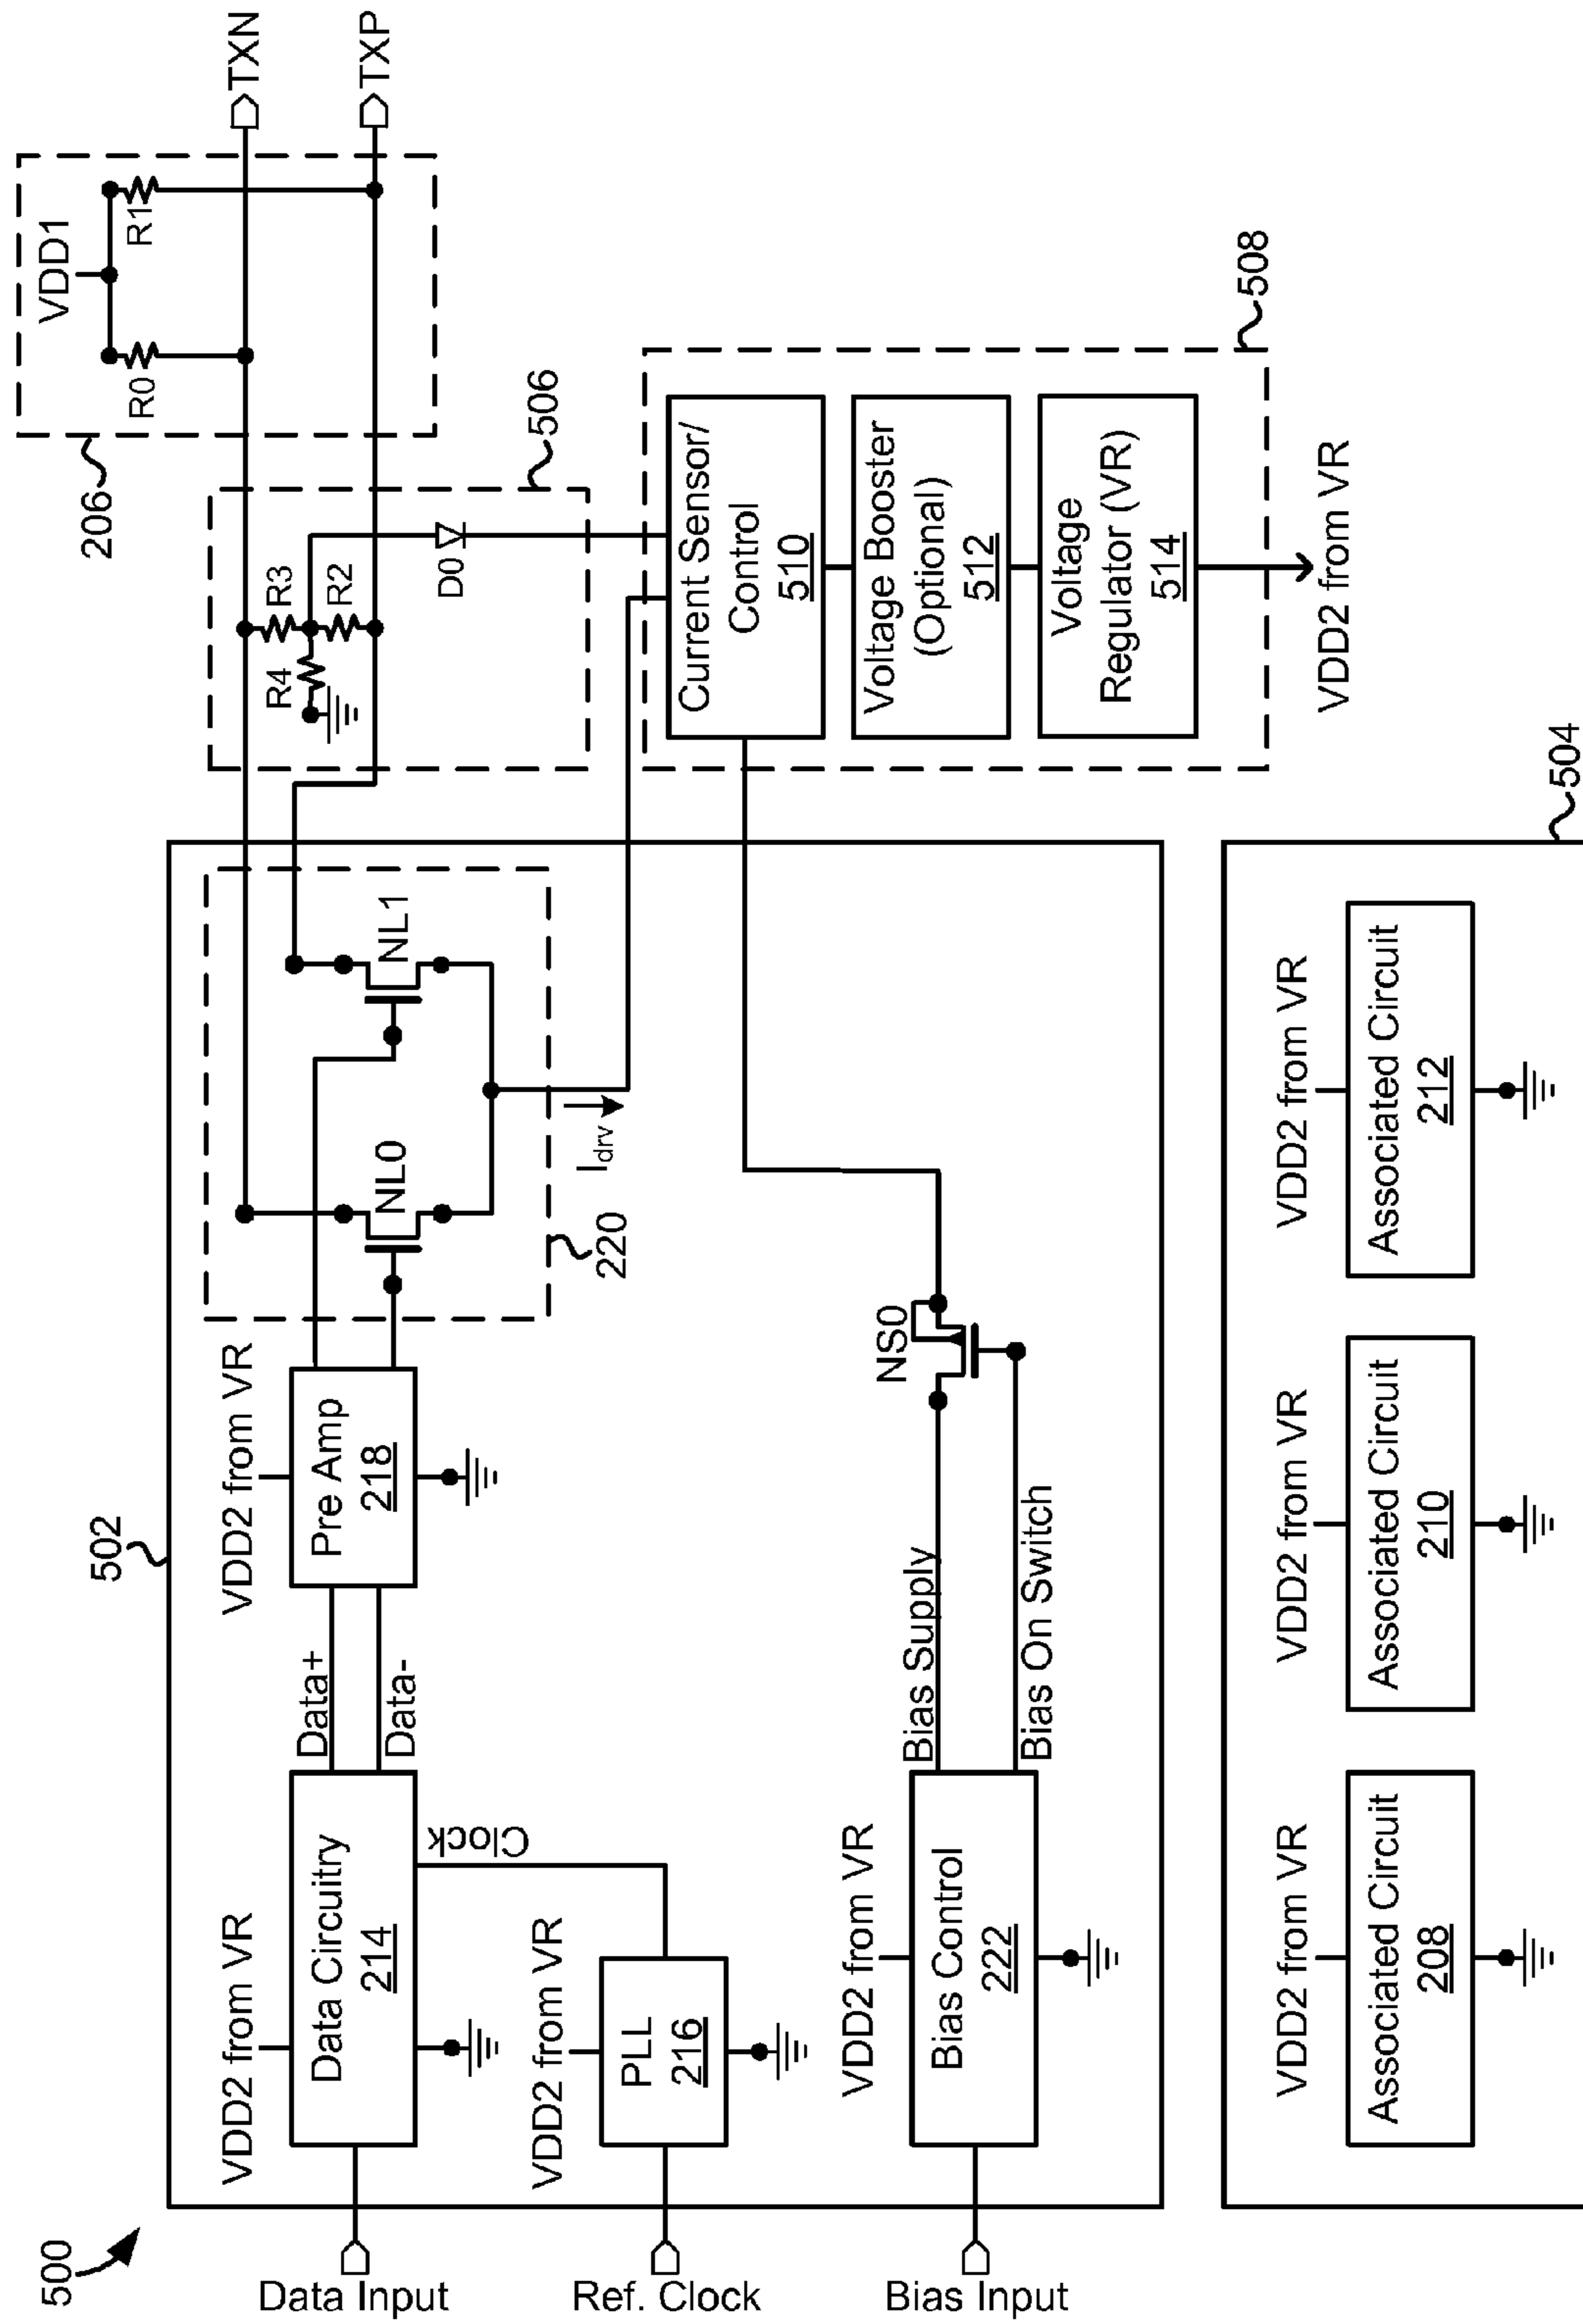 500
502
Data Input
VDD2 from VR
Data Circuitry
214
Data+
Data-
VDD2 from VR
Pre Amp
218
NL0
NL1
220
Idrv
Clock
Ref. Clock
VDD2 from VR
PLL
216
Bias Input
VDD2 from VR
Bias Control
222
Bias Supply
Bias On Switch
NS0
206
VDD1
R0
R1
TXN
TXP
506
R3
R2
R4
D0
508
Current Sensor/
Control
510
Voltage Booster
(Optional)
512
Voltage
Regulator (VR)
514
VDD2 from VR
504
VDD2 from VR
Associated Circuit
208
VDD2 from VR
Associated Circuit
210
VDD2 from VR
Associated Circuit
212